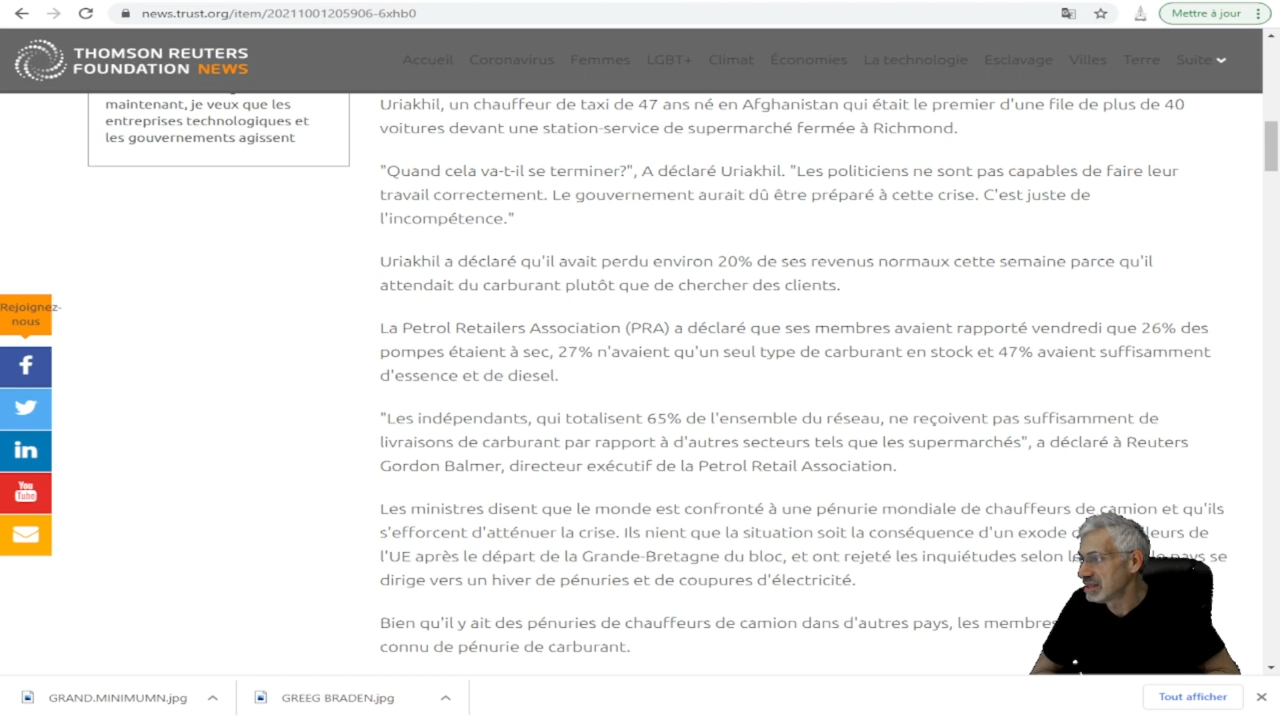 news.trust.org/item/20211001205906-6xhb0
Mettre à jour
THOMSON REUTERS
FOUNDATION NEWS
Accueil Coronavirus Femmes LGBT+ Climat Économies La technologie Esclavage Villes Terre Suite
maintenant, je veux que les
entreprises technologiques et
les gouvernements agissent
Uriakhil, un chauffeur de taxi de 47 ans né en Afghanistan qui était le premier d'une file de plus de 40
voitures devant une station-service de supermarché fermée à Richmond.
"Quand cela va-t-il se terminer?", A déclaré Uriakhil. "Les politiciens ne sont pas capables de faire leur
travail correctement. Le gouvernement aurait dû être préparé à cette crise. C'est juste de
l'incompétence."
Uriakhil a déclaré qu'il avait perdu environ 20% de ses revenus normaux cette semaine parce qu'il
attendait du carburant plutôt que de chercher des clients.
La Petrol Retailers Association (PRA) a déclaré que ses membres avaient rapporté vendredi que 26% des
pompes étaient à sec, 27% n'avaient qu'un seul type de carburant en stock et 47% avaient suffisamment
d'essence et de diesel.
"Les indépendants, qui totalisent 65% de l'ensemble du réseau, ne reçoivent pas suffisamment de
livraisons de carburant par rapport à d'autres secteurs tels que les supermarchés", a déclaré à Reuters
Gordon Balmer, directeur exécutif de la Petrol Retail Association.
Les ministres disent que le monde est confronté à une pénurie mondiale de chauffeurs de camion et qu'ils
s'efforcent d'atténuer la crise. Ils nient que la situation soit la conséquence d'un exode de
l'UE après le départ de la Grande-Bretagne du bloc, et ont rejeté les inquiétudes selon pays se
dirige vers un hiver de pénuries et de coupures d'électricité.
Bien qu'il y ait des pénuries de chauffeurs de camion dans d'autres pays, les membres
connu de pénurie de carburant.
Rejoignez-
nous
You
Tube
GRAND.MINIMUMN.jpg
GREEG BRADEN.jpg
Tout afficher